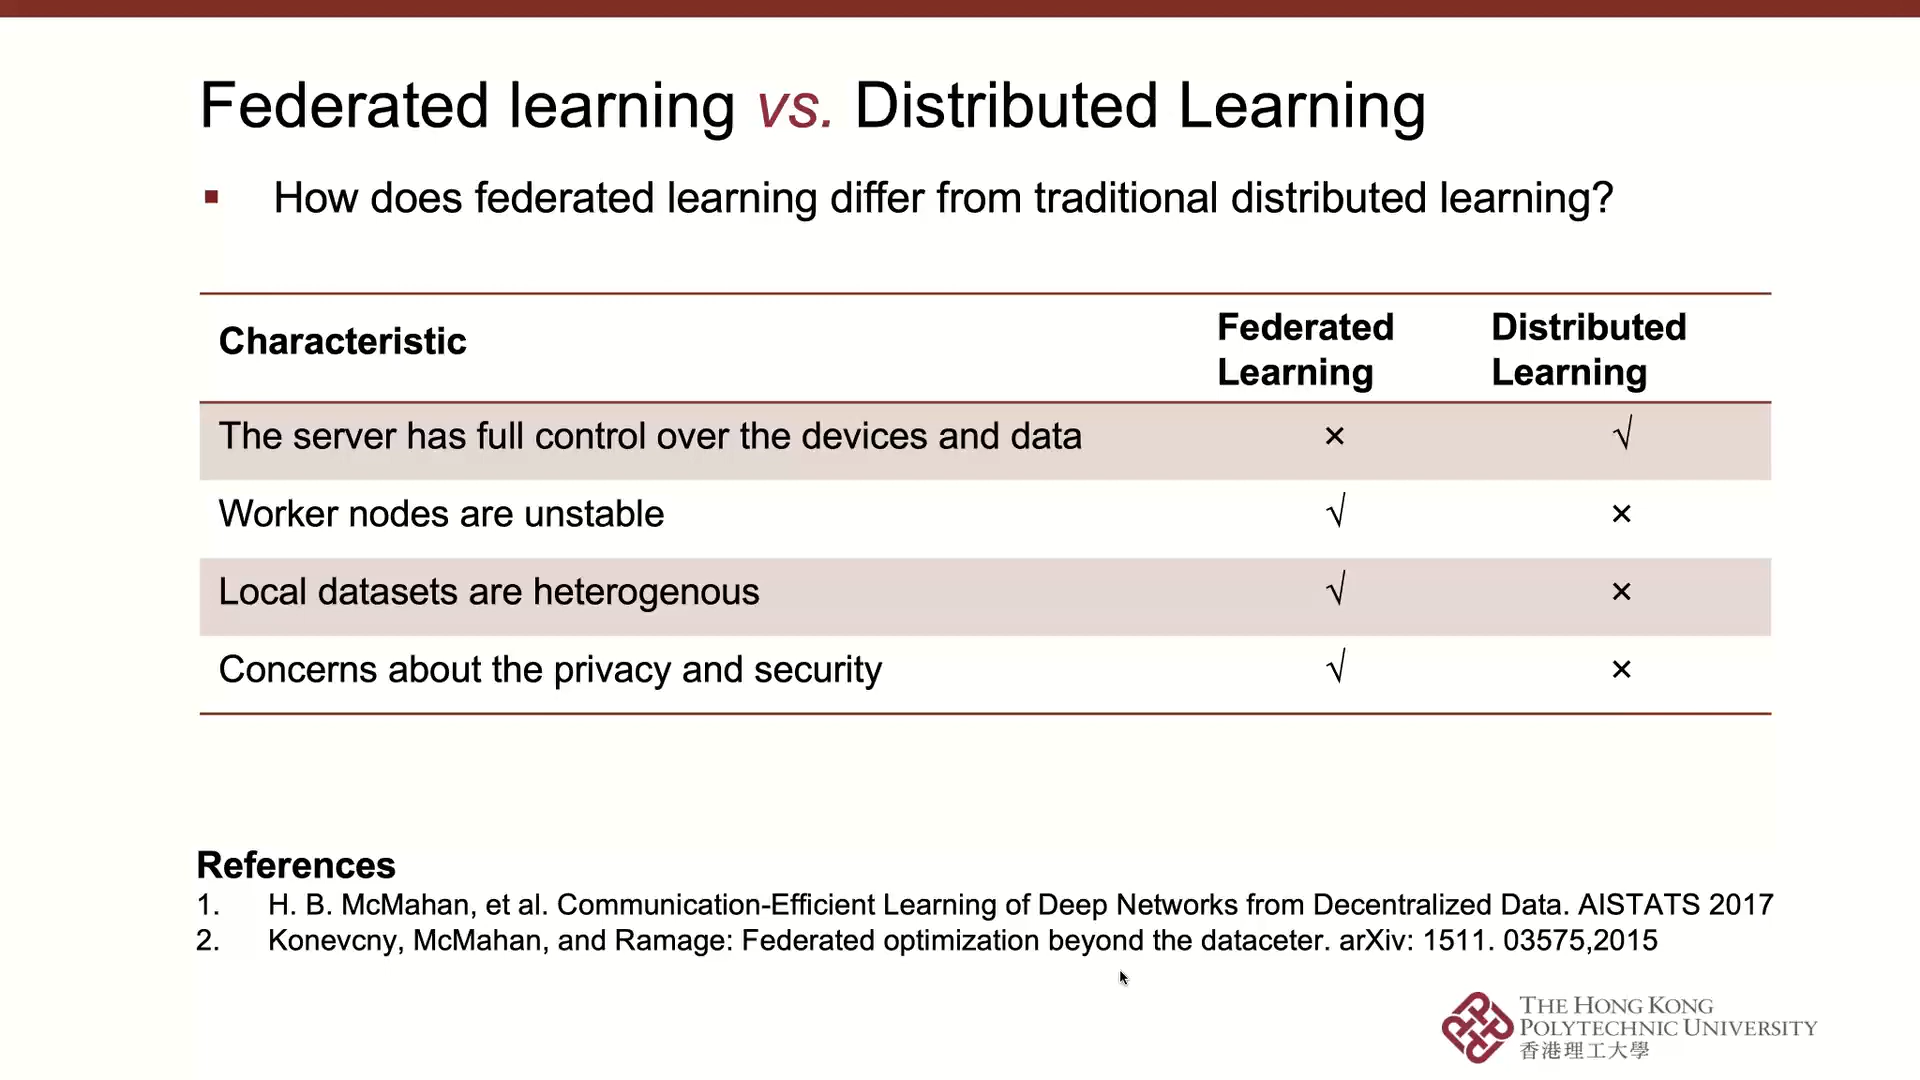 Federated learning vs. Distributed Learning
▪ How does federated learning differ from traditional distributed learning?
Characteristic Federated Learning Distributed Learning
The server has full control over the devices and data × √
Worker nodes are unstable √ ×
Local datasets are heterogenous √ ×
Concerns about the privacy and security √ ×
References
1. H. B. McMahan, et al. Communication-Efficient Learning of Deep Networks from Decentralized Data. AISTATS 2017
2. Konevcny, McMahan, and Ramage: Federated optimization beyond the dataceter. arXiv: 1511. 03575,2015
THE HONG KONG
POLYTECHNIC UNIVERSITY
香港理工大學